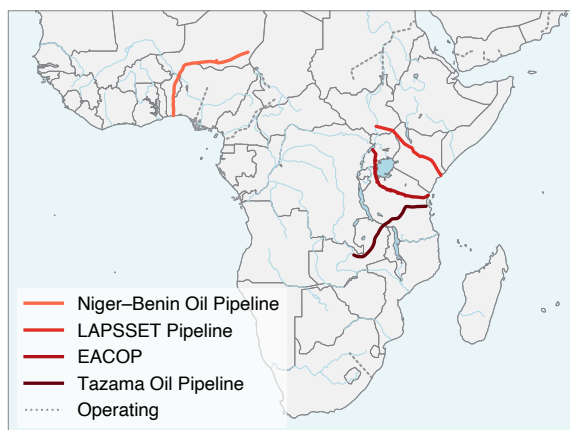 Niger–Benin Oil Pipeline
LAPSSET Pipeline
EACOP
Tazama Oil Pipeline
Operating